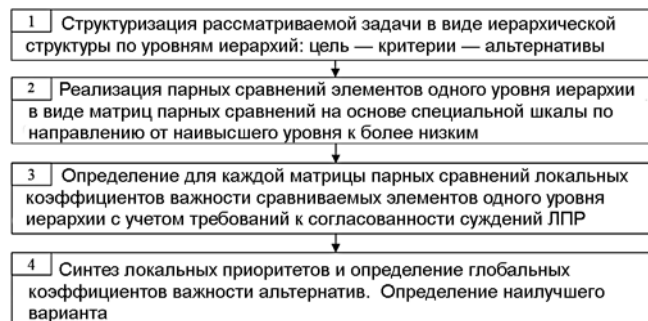 1 Структуризация рассматриваемой задачи в виде иерархической
структуры по уровням иерархий: цель — критерии — альтернативы
2 Реализация парных сравнений элементов одного уровня иерархии
в виде матриц парных сравнений на основе специальной шкалы по
направлению от наивысшего уровня к более низким
3 Определение для каждой матрицы парных сравнений локальных
коэффициентов важности сравниваемых элементов одного уровня
иерархии с учетом требований к согласованности суждений ЛПР
4 Синтез локальных приоритетов и определение глобальных
коэффициентов важности альтернатив. Определение наилучшего
варианта